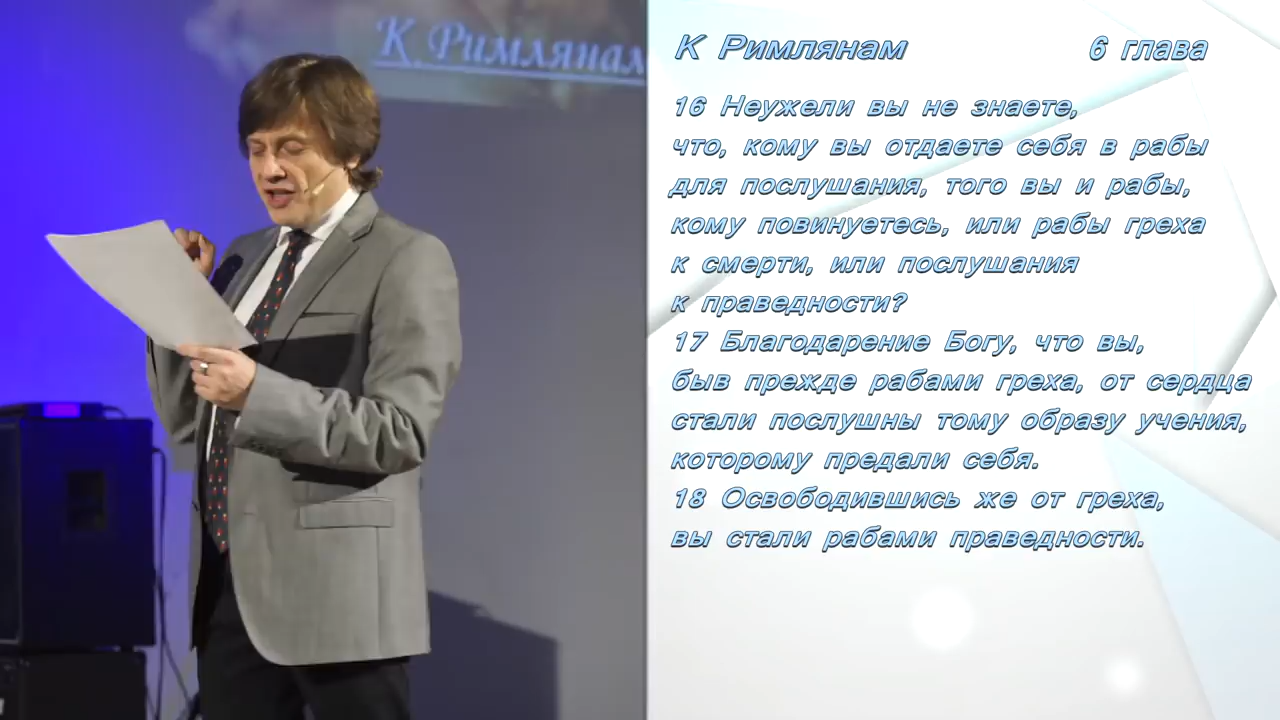 К Римлянам
К Римлянам 6 глава
16 Неужели вы не знаете,
что, кому вы отдаете себя в рабы
для послушания, того вы и рабы,
кому повинуетесь, или рабы греха
к смерти, или послушания
к праведности?
17 Благодарение Богу, что вы,
быв прежде рабами греха, от сердца
стали послушны тому образу учения,
которому предали себя.
18 Освободившись же от греха,
вы стали рабами праведности.